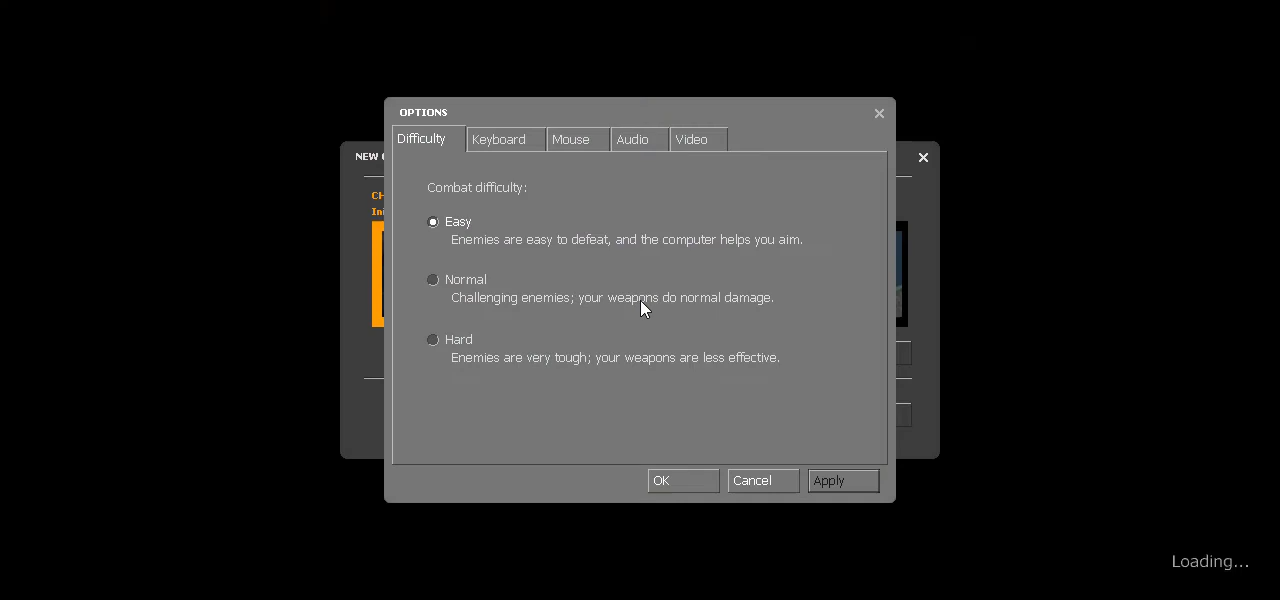 OPTIONS
Difficulty Keyboard Mouse Audio Video
NEW
Combat difficulty:
Easy
Enemies are easy to defeat, and the computer helps you aim.
Normal
Challenging enemies; your weapons do normal damage.
Hard
Enemies are very tough; your weapons are less effective.
OK Cancel Apply
Loading...